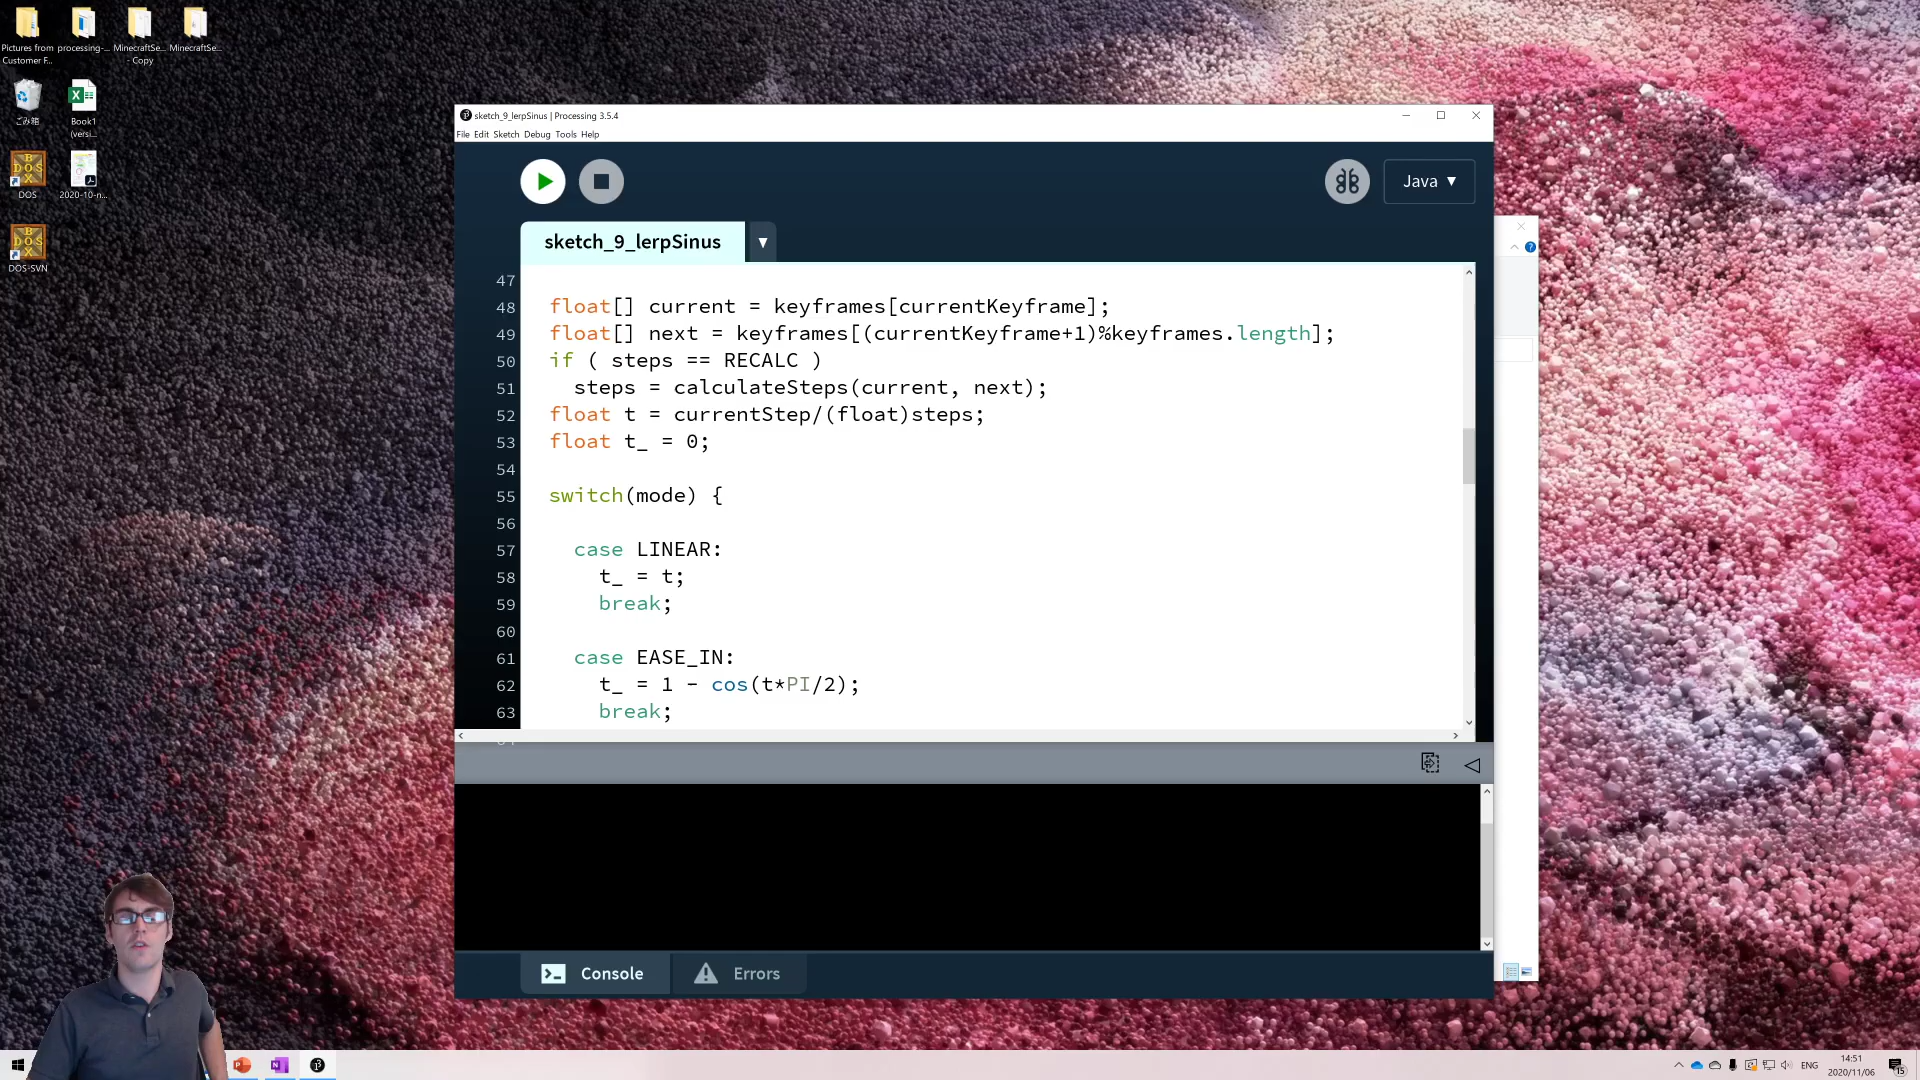 Pictures from
Customer F...
processing-...
MinecraftSe...
- Copy
MinecraftSe...
ごみ箱
Book1
(versi...
DOS
2020-10-n...
DOS-SVN
sketch_9_lerpSinus | Processing 3.5.4
File Edit Sketch Debug Tools Help
Java ▼
sketch_9_lerpSinus ▼
47
48 float[] current = keyframes[currentKeyframe];
49 float[] next = keyframes[(currentKeyframe+1)%keyframes.length];
50 if ( steps == RECALC )
51 steps = calculateSteps(current, next);
52 float t = currentStep/(float)steps;
53 float t_ = 0;
54
55 switch(mode) {
56
57 case LINEAR:
58 t_ = t;
59 break;
60
61 case EASE_IN:
62 t_ = 1 - cos(t*PI/2);
63 break;
Console
Errors
ENG
14:51
2020/11/06
15